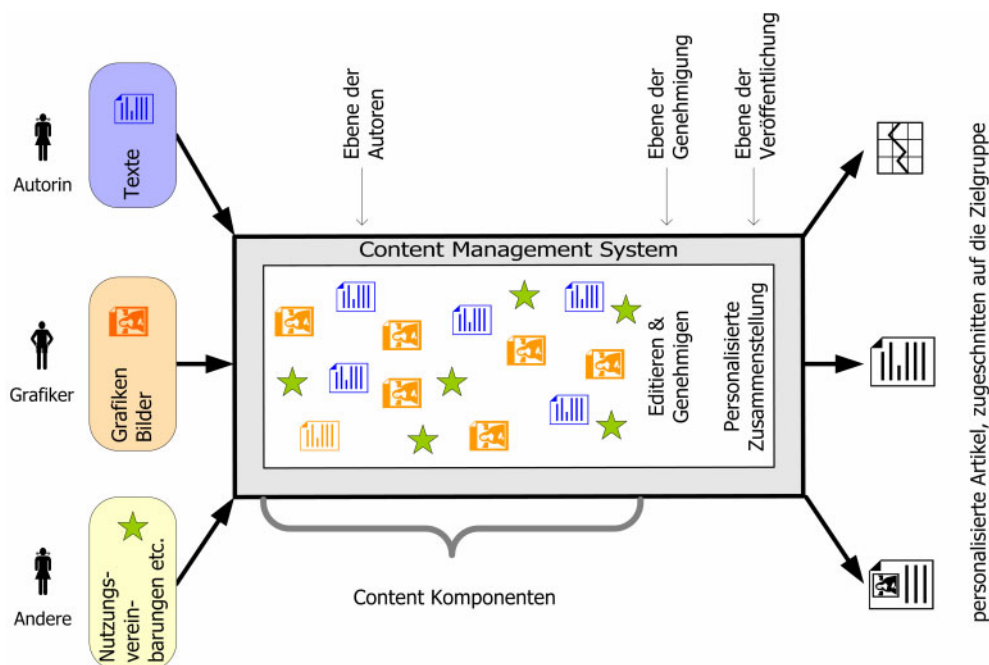 Autorin
Texte
Grafiker
Grafiken
Bilder
Andere
Nutzungs-
verein-
barungen etc.
Ebene der
Autoren
Ebene der
Genehmigung
Ebene der
Veröffentlichung
Content Management System
Editieren &
Genehmigen
Personalisierte
Zusammenstellung
Content Komponenten
personalisierte Artikel, zugeschnitten auf die Zielgruppe